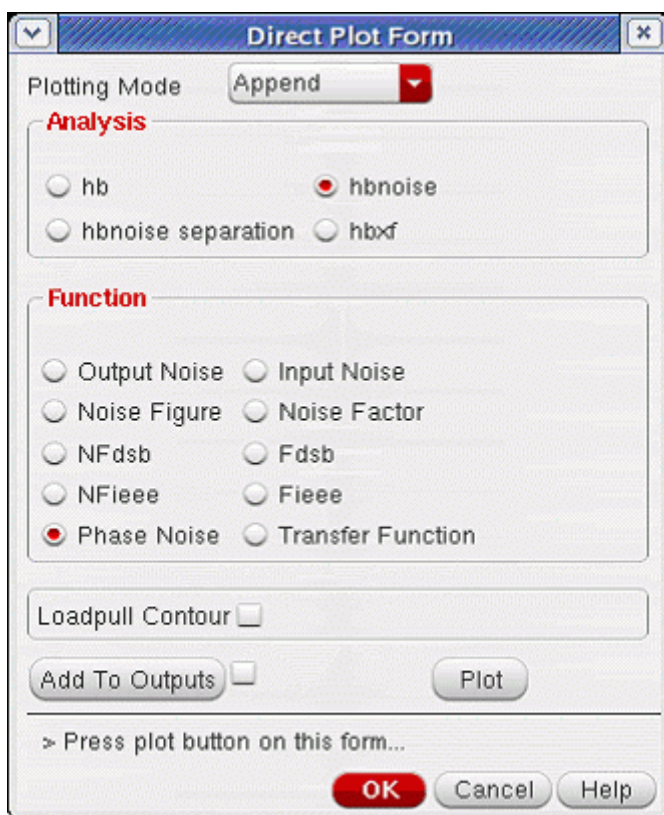 Direct Plot Form
Plotting Mode Append
Analysis
hb hbnoise
hbnoise separation hbxf
Function
Output Noise Input Noise
Noise Figure Noise Factor
NFdsb Fdsb
NFieee Fieee
Phase Noise Transfer Function
Loadpull Contour
Add To Outputs Plot
> Press plot button on this form...
OK Cancel Help